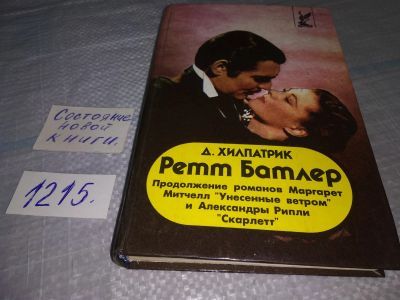 Состояние
новой
книги.
1215.
Д. ХИЛПАТРИК
Ретт Батлер
Продолжение романов Маргарет
Митчелл "Унесенные ветром"
и Александры Рипли
"Скарлетт"